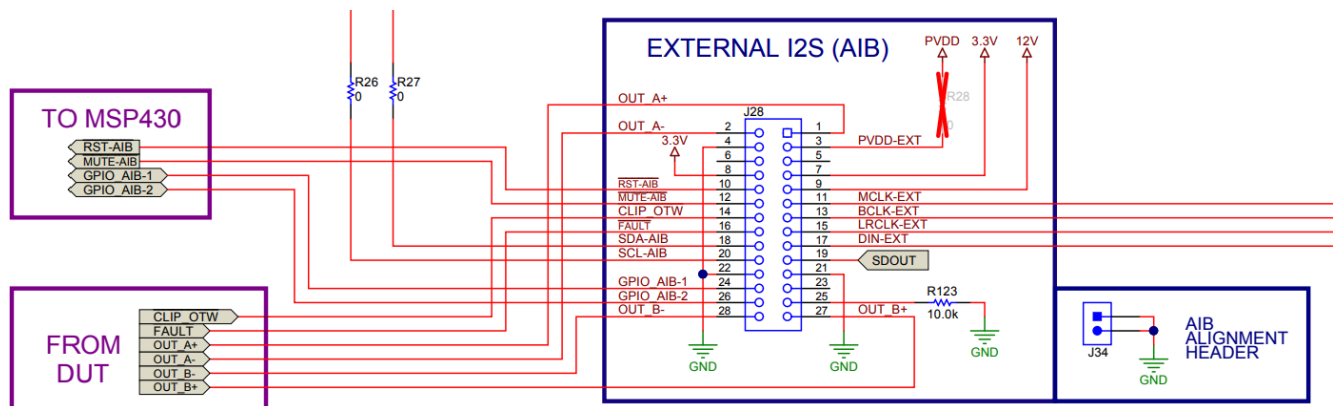 EXTERNAL I2S (AIB)
PVDD 3.3V 12V
R26 R27
0 0
R28
0
TO MSP430
RST-AIB
MUTE-AIB
GPIO_AIB-1
GPIO_AIB-2
OUT_A+
J28
OUT_A-
2 1
3.3V
4 3 PVDD-EXT
6 5
8 7
RST-AIB 10 9
MUTE-AIB 12 11 MCLK-EXT
CLIP_OTW 14 13 BCLK-EXT
FAULT 16 15 LRCLK-EXT
SDA-AIB 18 17 DIN-EXT
SCL-AIB 20 19 SDOUT
22 21
GPIO_AIB-1 24 23
GPIO_AIB-2 26 25
R123
10.0k
OUT_B- 28 27 OUT_B+
GND
GND
GND
FROM
DUT
CLIP_OTW
FAULT
OUT_A+
OUT_A-
OUT_B-
OUT_B+
J34
AIB
ALIGNMENT
HEADER
GND